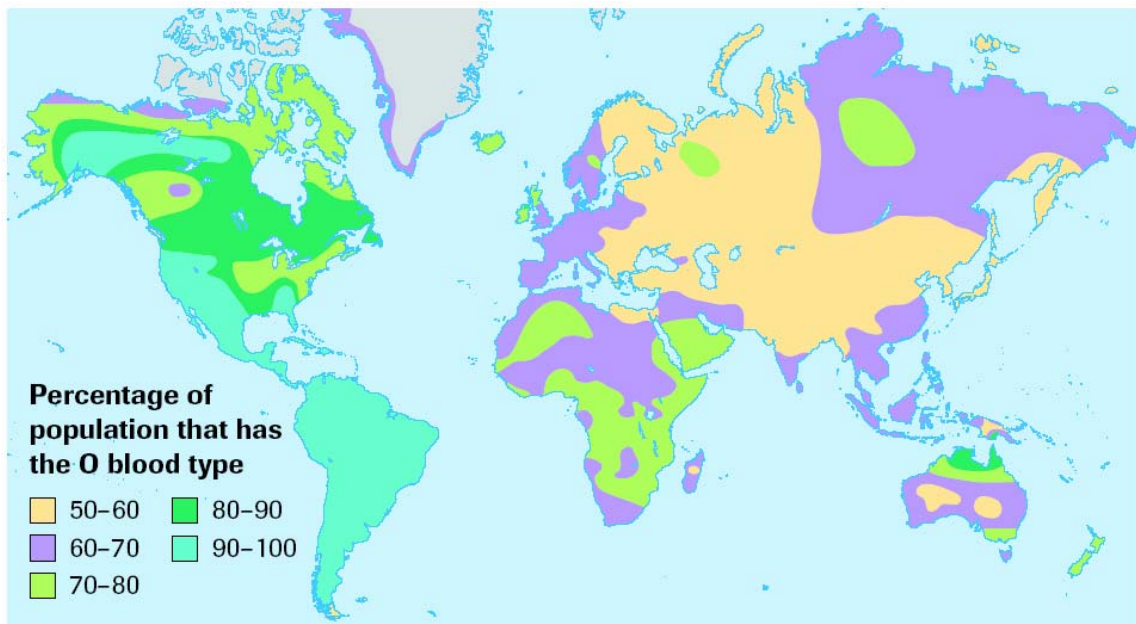 Percentage of
population that has
the O blood type
50–60
80–90
60–70
90–100
70–80